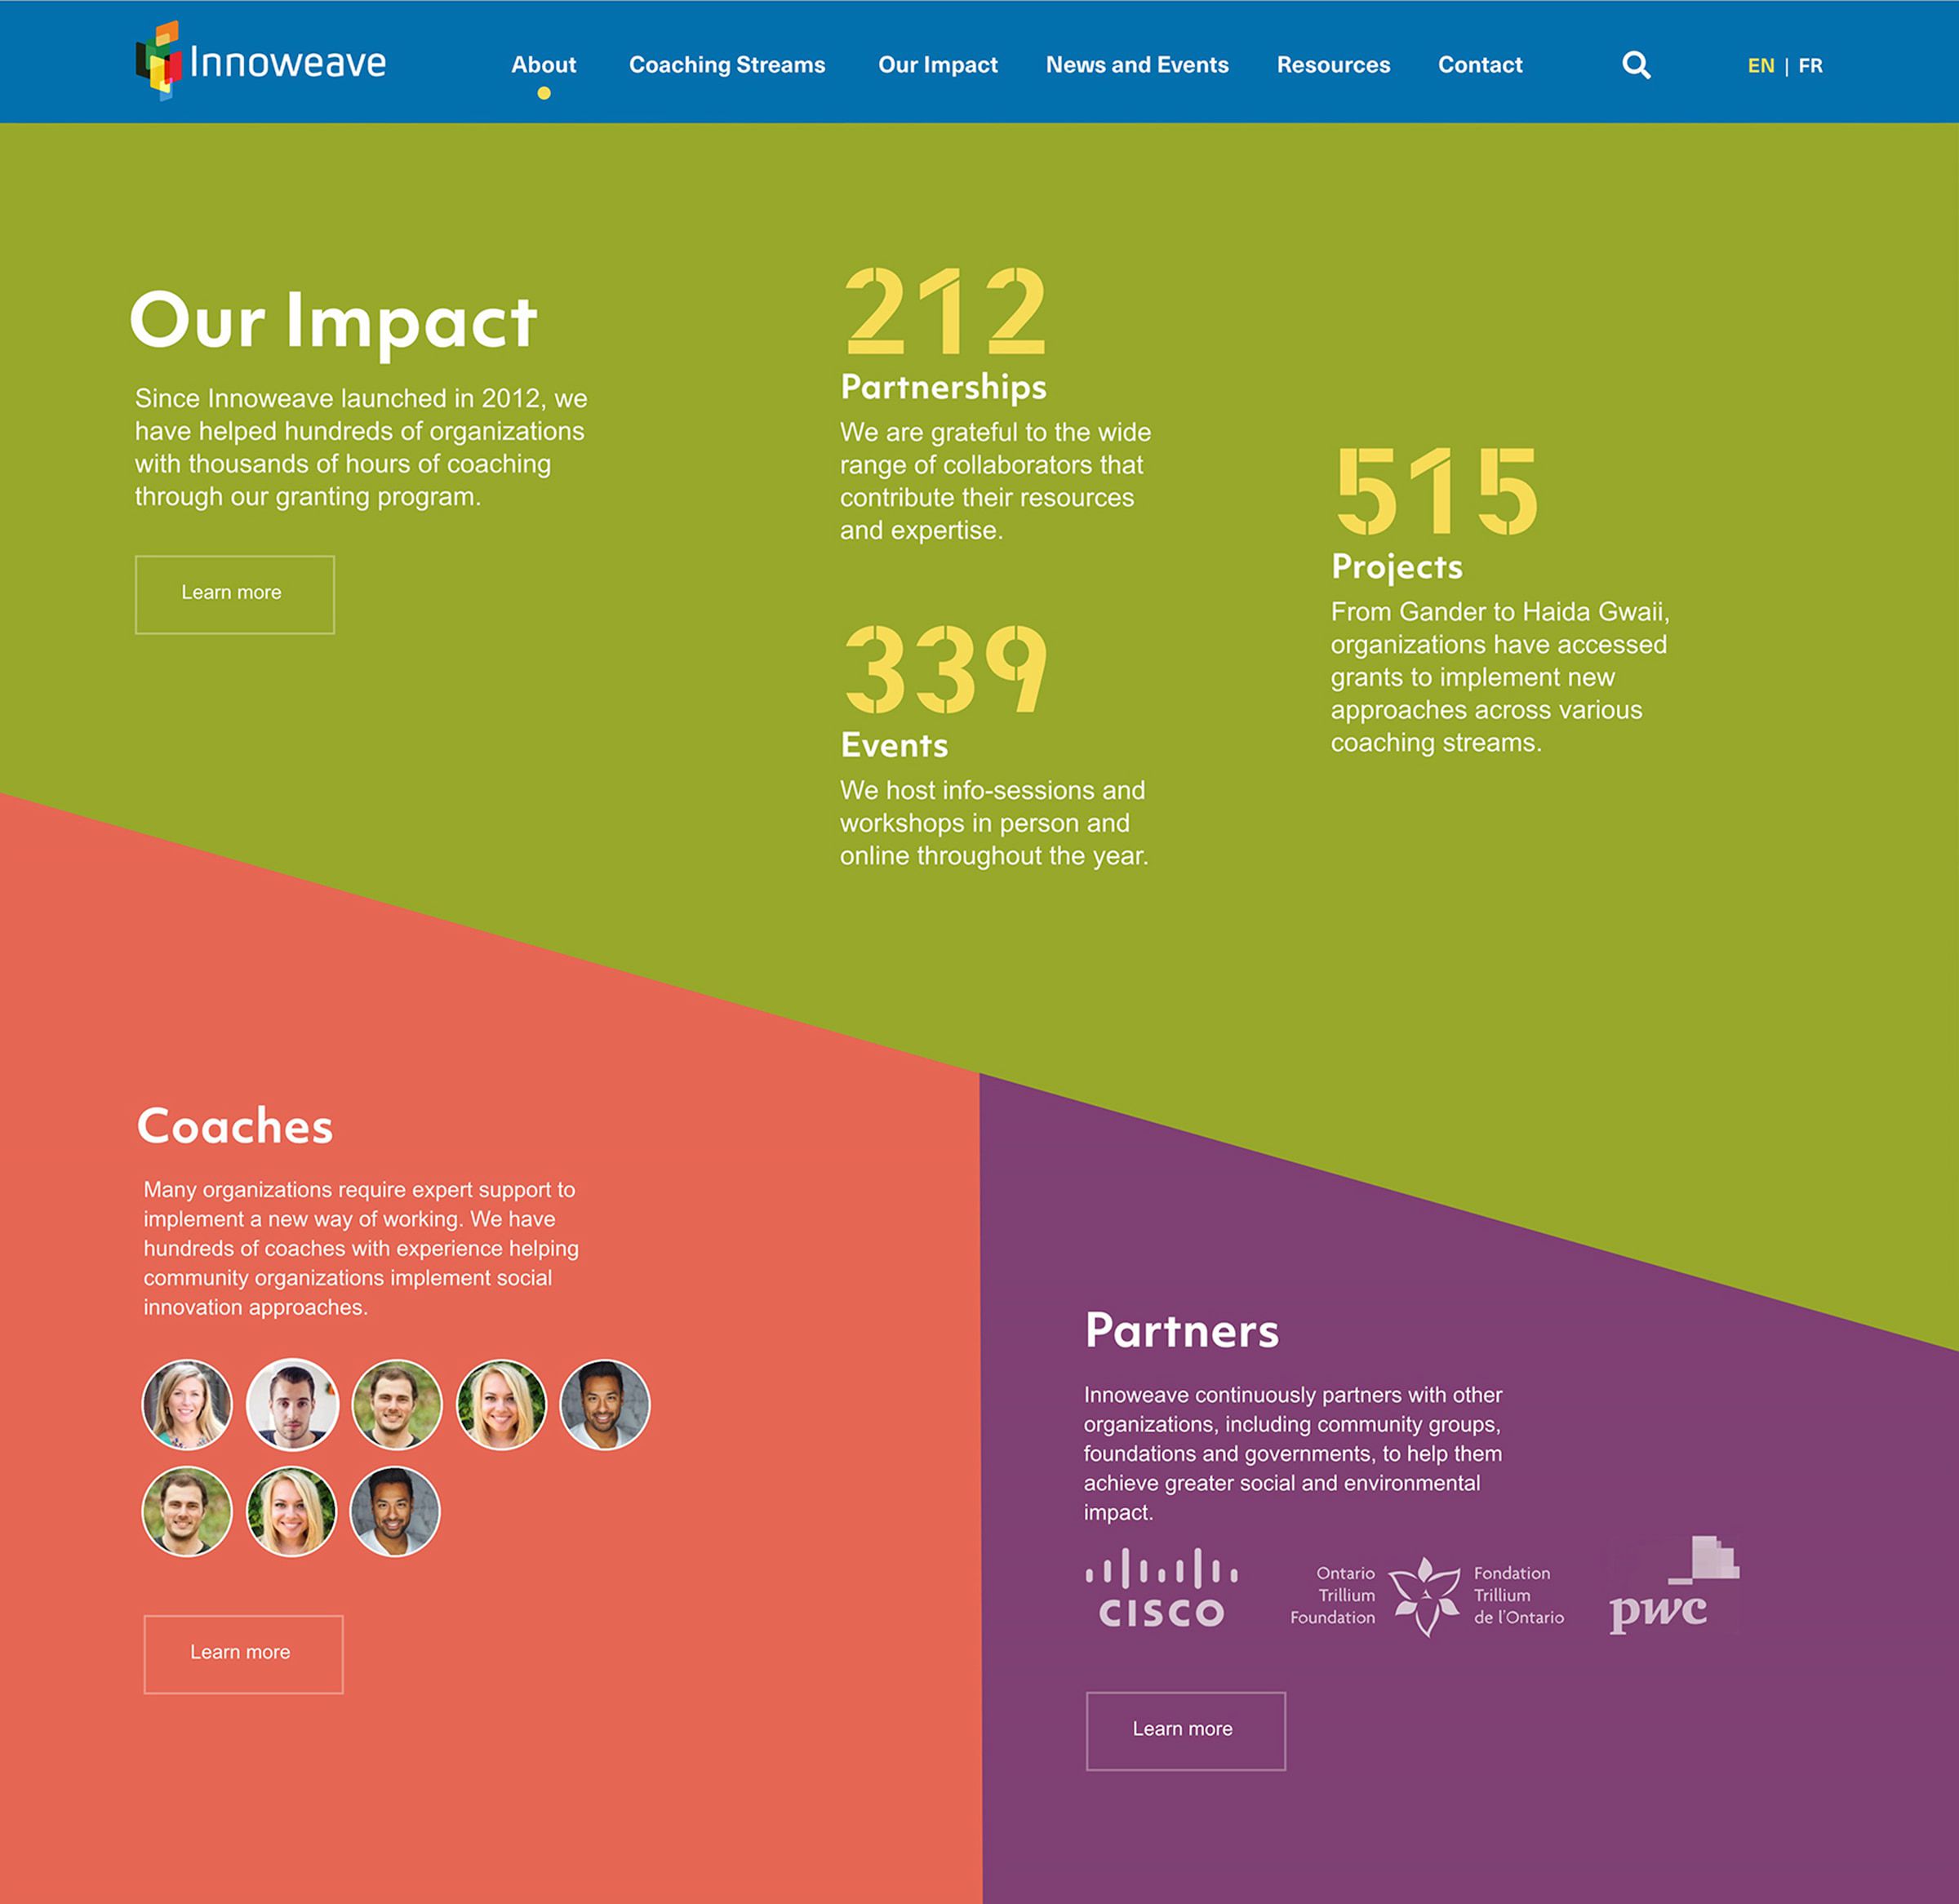 Innoweave
About
Coaching Streams
Our Impact
News and Events
Resources
Contact
EN | FR
Our Impact
Since Innoweave launched in 2012, we
have helped hundreds of organizations
with thousands of hours of coaching
through our granting program.
Learn more
212
Partnerships
We are grateful to the wide
range of collaborators that
contribute their resources
and expertise.
339
Events
We host info-sessions and
workshops in person and
online throughout the year.
515
Projects
From Gander to Haida Gwaii,
organizations have accessed
grants to implement new
approaches across various
coaching streams.
Coaches
Many organizations require expert support to
implement a new way of working. We have
hundreds of coaches with experience helping
community organizations implement social
innovation approaches.
Learn more
Partners
Innoweave continuously partners with other
organizations, including community groups,
foundations and governments, to help them
achieve greater social and environmental
impact.
CISCO
Ontario
Trillium
Foundation
Fondation
Trillium
de l'Ontario
pwc
Learn more